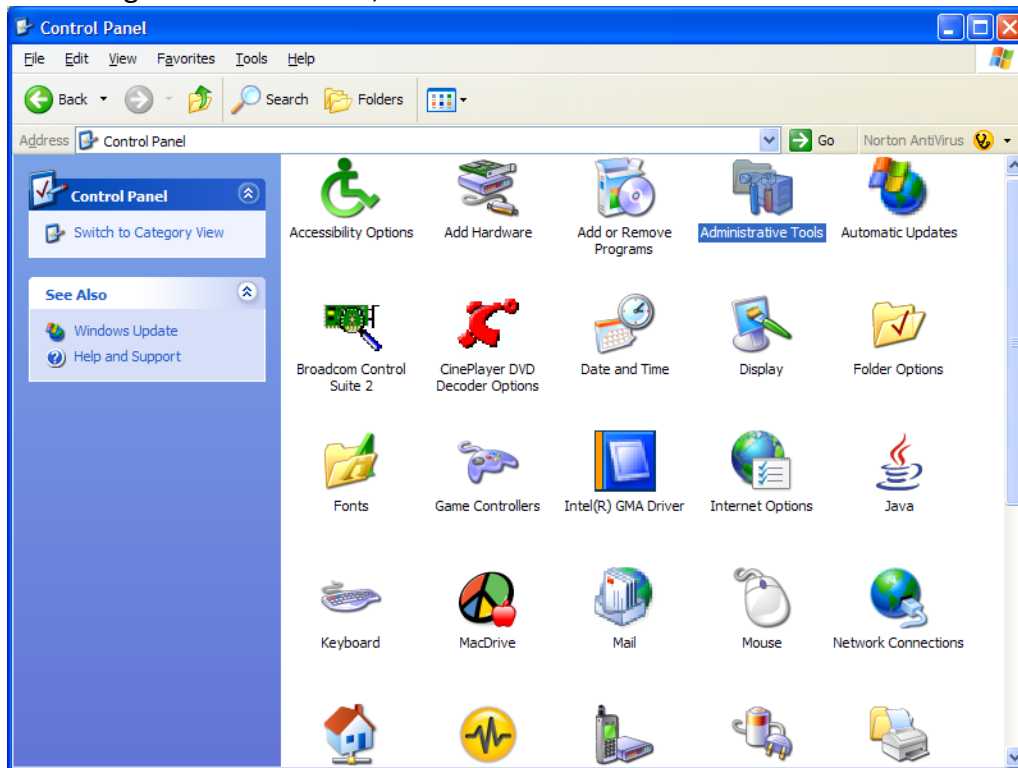 Control Panel
File Edit View Favorites Tools Help
Back Search Folders
Address Control Panel Go Norton AntiVirus
Control Panel
Switch to Category View
See Also
Windows Update
Help and Support
Accessibility Options Add Hardware Add or Remove Programs Administrative Tools Automatic Updates
Broadcom Control Suite 2 CinePlayer DVD Decoder Options Date and Time Display Folder Options
Fonts Game Controllers Intel(R) GMA Driver Internet Options Java
Keyboard MacDrive Mail Mouse Network Connections